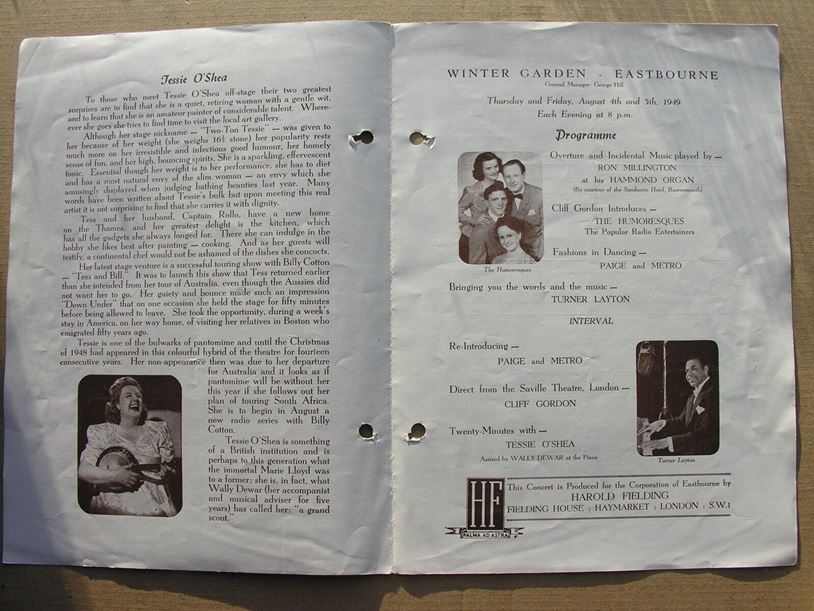 Tessie O'Shea
To those who meet Tessie O'Shea off-stage their two greatest
surprises are to find that she is a quiet, retiring woman with a gentle wit,
and to learn that she is an amateur painter of considerable talent. Where-
ever she goes she tries to find time to visit the local art gallery.
Although her stage nickname — "Two-Ton Tessie" — was given to
her because of her weight (she weighs 16½ stone) her popularity rests
much more on her irresistible and infectious good humour, her homely
sense of fun, and her high, bouncing spirits. She is a sparkling, effervescent
tonic. Essential though her weight is to her performance, she has to diet
and has a most natural envy of the slim woman — an envy which she
amusingly displayed when judging bathing beauties last year. Many
words have been written about Tessie's bulk but upon meeting this real
artist it is not surprising to find that she carries it with dignity.
Tess and her husband, Captain Rollo, have a new home
on the Thames, and her greatest delight is the kitchen, which
has all the gadgets she always longed for. There she can indulge in the
hobby she likes best after painting — cooking. And as her guests will
testify, a continental chef would not be ashamed of the dishes she concocts.
Her latest stage venture is a successful touring show with Billy Cotton
— "Tess and Bill." It was to launch this show that Tess returned earlier
than she intended from her tour of Australia, even though the Aussies did
not want her to go. Her gaiety and bounce made such an impression
"Down Under" that on one occasion she held the stage for fifty minutes
before being allowed to leave. She took the opportunity, during a week's
stay in America, on her way home, of visiting her relatives in Boston who
emigrated fifty years ago.
Tessie is one of the bulwarks of pantomime and until the Christmas
of 1948 had appeared in this colourful hybrid of the theatre for fourteen
consecutive years. Her non-appearance then was due to her departure
for Australia and it looks as if
pantomime will be without her
this year if she follows out her
plan of touring South Africa.
She is to begin in August a
new radio series with Billy
Cotton.
Tessie O'Shea is something
of a British institution and is
perhaps to this generation what
the immortal Marie Lloyd was
to a former; she is, in fact, what
Wally Dewar (her accompanist
and musical adviser for five
years) has called her: "a grand
scout."
WINTER GARDEN - EASTBOURNE
General Manager: George Hill
Thursday and Friday, August 4th and 5th, 1949
Each Evening at 8 p.m.
Programme
Overture and Incidental Music played by —
RON MILLINGTON
at his HAMMOND ORGAN
(By courtesy of the Sandacres Hotel, Bournemouth)
Cliff Gordon Introduces —
THE HUMORESQUES
The Popular Radio Entertainers
The Humoresques
Fashions in Dancing —
PAIGE and METRO
Bringing you the words and the music —
TURNER LAYTON
INTERVAL
Re-Introducing —
PAIGE and METRO
Direct from the Saville Theatre, London —
CLIFF GORDON
Twenty-Minutes with —
TESSIE O'SHEA
Assisted by WALLY DEWAR at the Piano
Turner Layton
HF
PALMA AD ASTRA
This Concert is Produced for the Corporation of Eastbourne by
HAROLD FIELDING
FIELDING HOUSE : HAYMARKET : LONDON : S.W.1